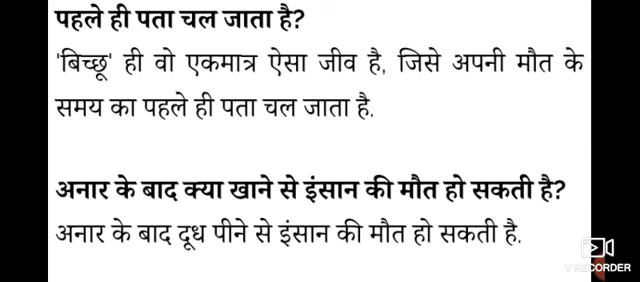 पहले ही पता चल जाता है?
'बिच्छू' ही वो एकमात्र ऐसा जीव है, जिसे अपनी मौत के
समय का पहले ही पता चल जाता है.
अनार के बाद क्या खाने से इंसान की मौत हो सकती है?
अनार के बाद दूध पीने से इंसान की मौत हो सकती है.
V RECORDER